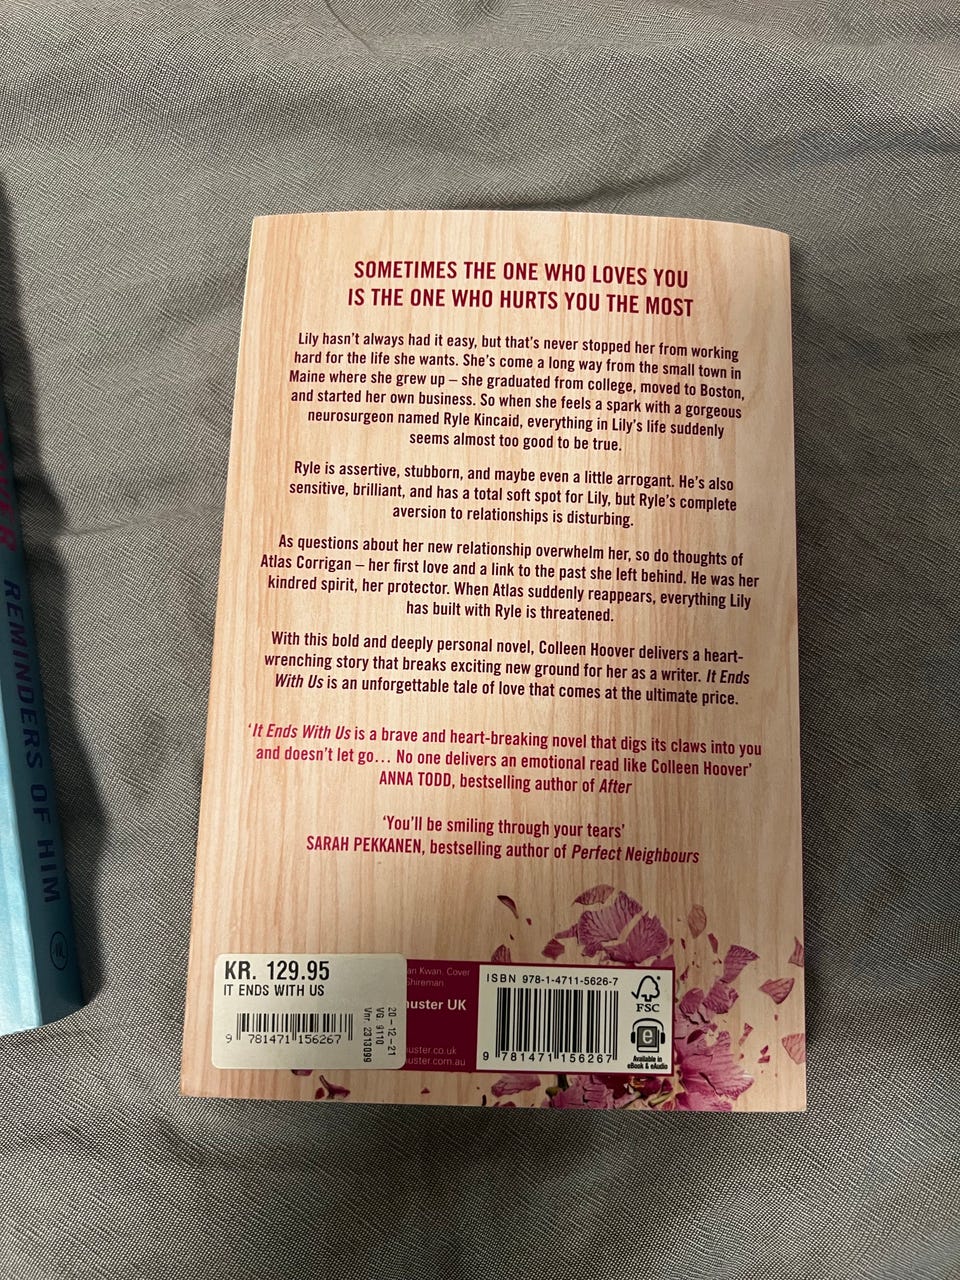 SOMETIMES THE ONE WHO LOVES YOU
IS THE ONE WHO HURTS YOU THE MOST
Lily hasn't always had it easy, but that's never stopped her from working
hard for the life she wants. She's come a long way from the small town in
Maine where she grew up – she graduated from college, moved to Boston,
and started her own business. So when she feels a spark with a gorgeous
neurosurgeon named Ryle Kincaid, everything in Lily's life suddenly
seems almost too good to be true.
Ryle is assertive, stubborn, and maybe even a little arrogant. He's also
sensitive, brilliant, and has a total soft spot for Lily, but Ryle's complete
aversion to relationships is disturbing.
As questions about her new relationship overwhelm her, so do thoughts of
Atlas Corrigan – her first love and a link to the past she left behind. He was her
kindred spirit, her protector. When Atlas suddenly reappears, everything Lily
has built with Ryle is threatened.
With this bold and deeply personal novel, Colleen Hoover delivers a heart-
wrenching story that breaks exciting new ground for her as a writer. It Ends
With Us is an unforgettable tale of love that comes at the ultimate price.
'It Ends With Us is a brave and heart-breaking novel that digs its claws into you
and doesn't let go... No one delivers an emotional read like Colleen Hoover'
ANNA TODD, bestselling author of After
'You'll be smiling through your tears'
SARAH PEKKANEN, bestselling author of Perfect Neighbours
KR. 129.95
IT ENDS WITH US
9 781471 156267
20-12-21
VG 9110
Vnr 2313099
an Kwan. Cover
Shireman
uster UK
uster.co.uk
uster.com.au
ISBN 978-1-4711-5626-7
9 781471 156267
FSC
e
Available in
eBook & eAudio
REMINDERS OF HIM